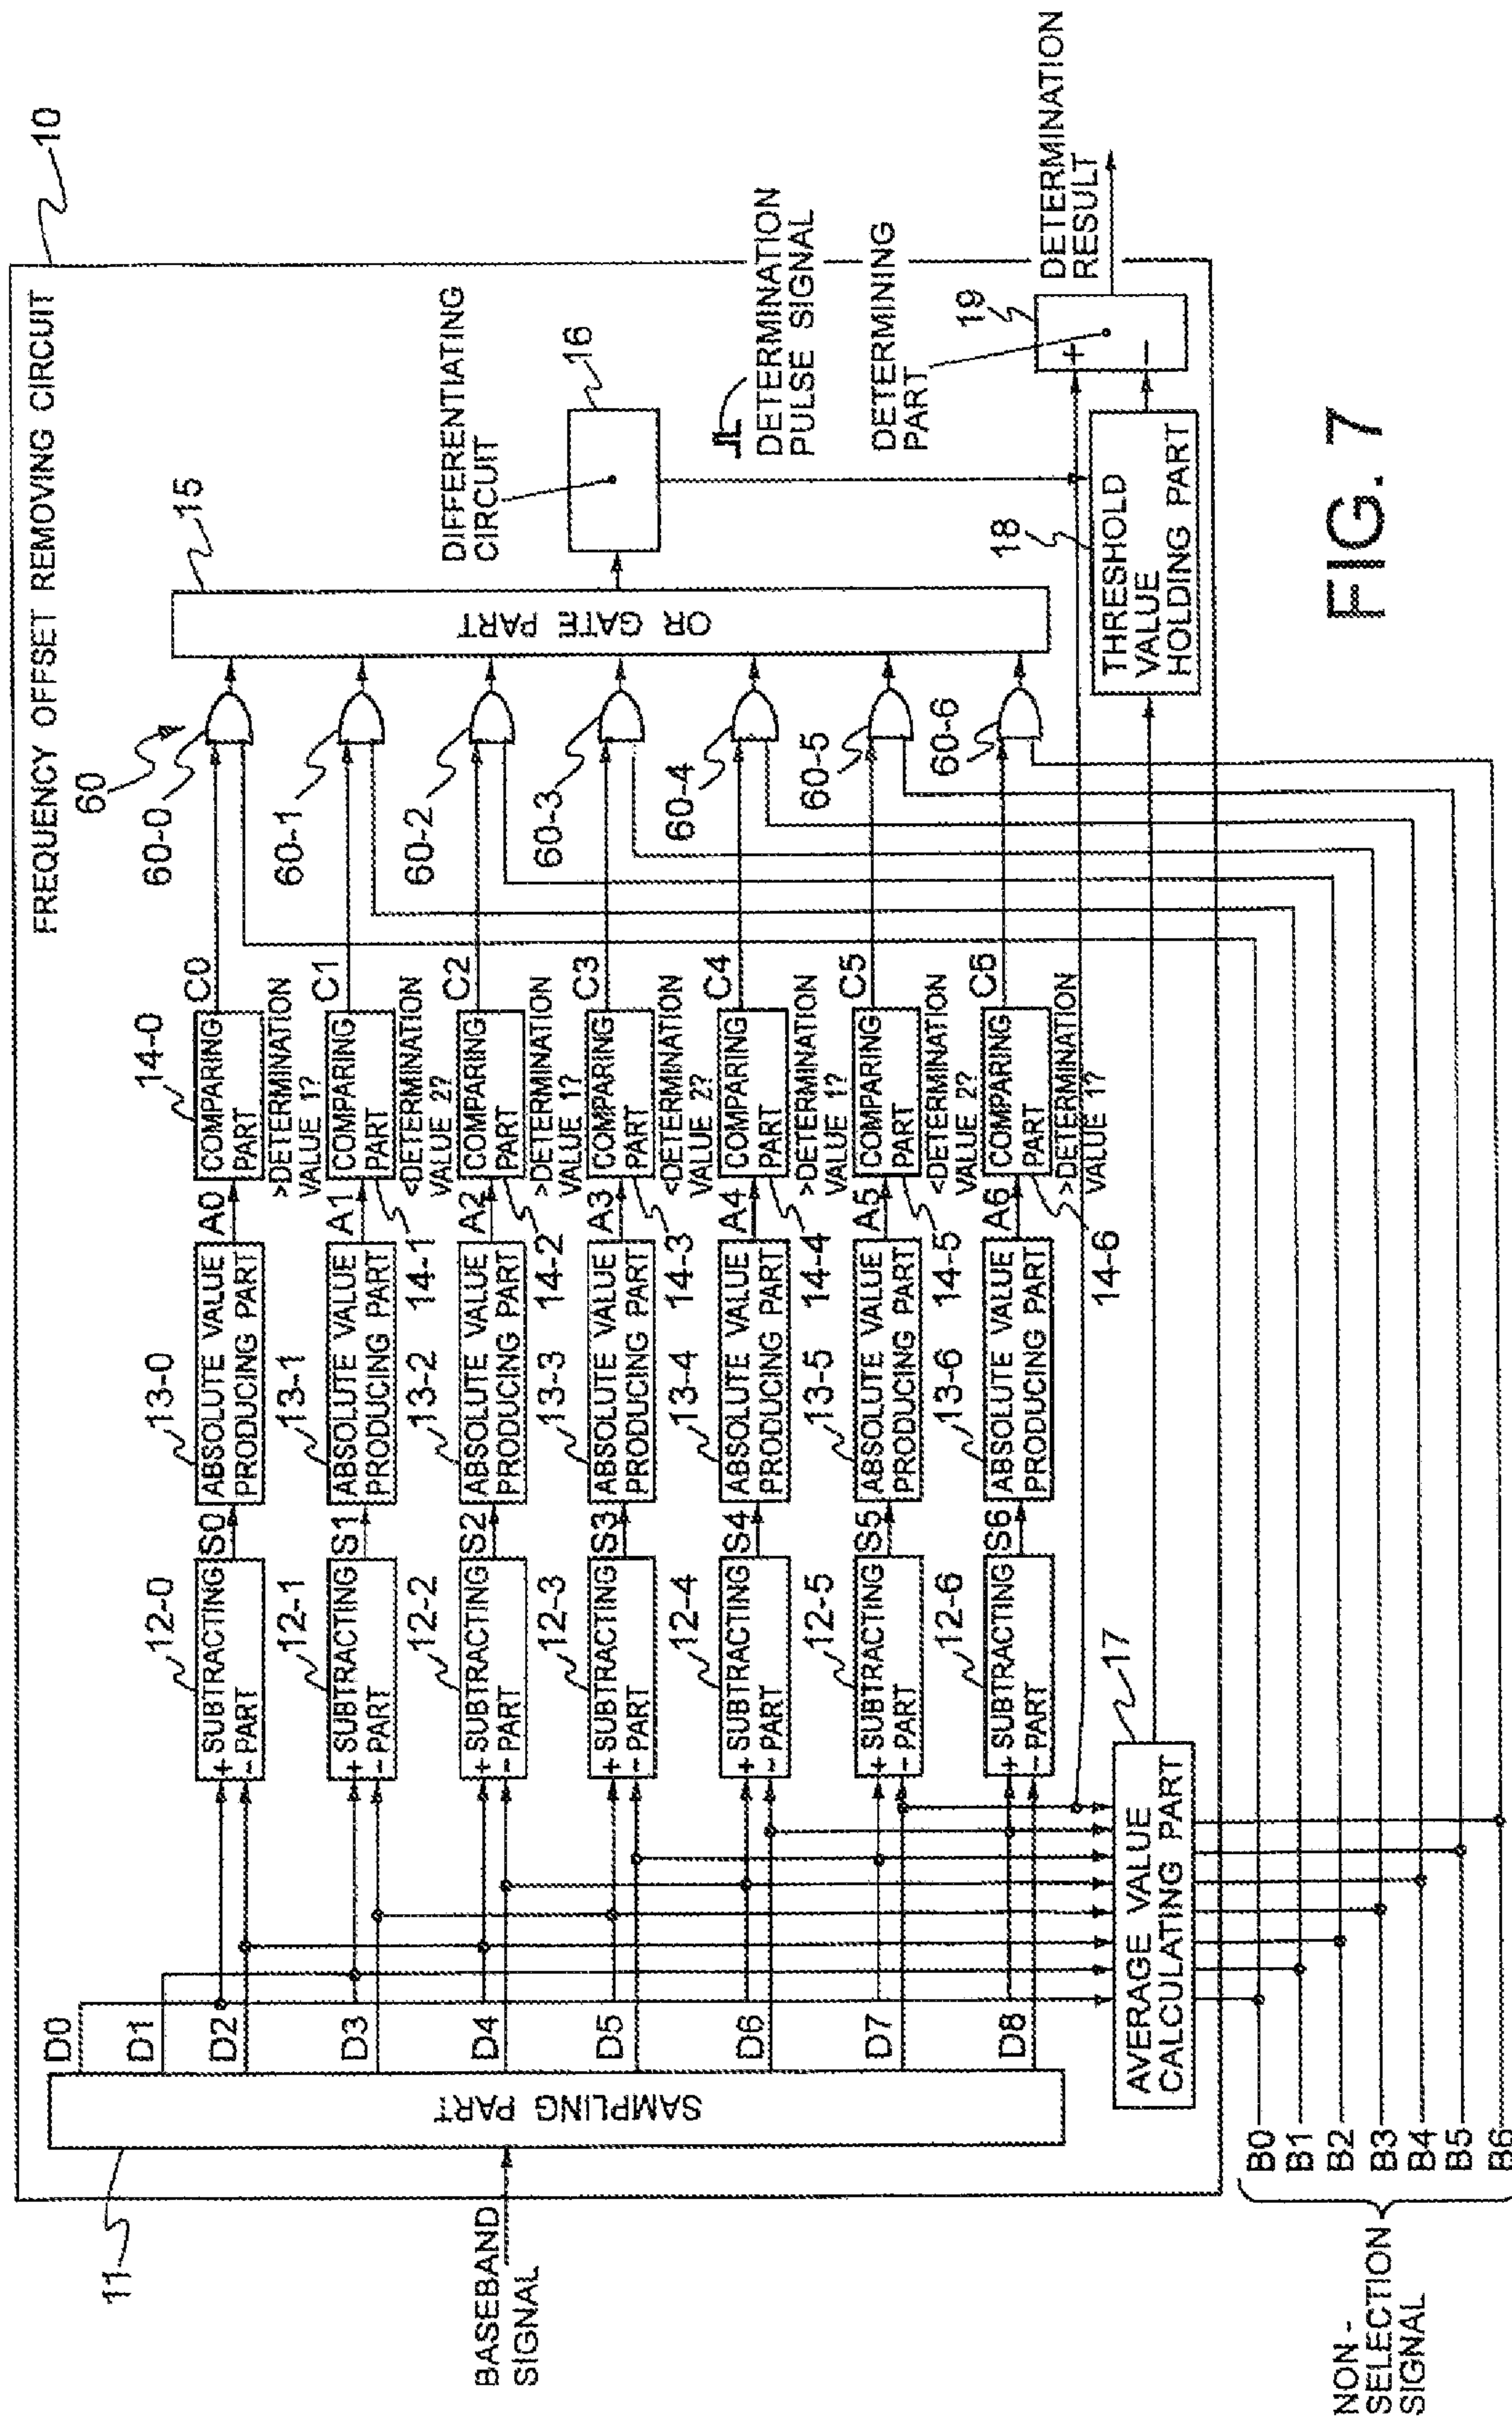 FREQUENCY OFFSET REMOVING CIRCUIT
10
11
SAMPLING PART
BASEBAND
SIGNAL
D0
D1
D2
D3
D4
D5
D6
D7
D8
12-0
+ SUBTRACTING
- PART
S0
13-0
ABSOLUTE VALUE
PRODUCING PART
A0
14-0
COMPARING
PART
C0
>DETERMINATION
VALUE 1?
60
60-0
12-1
+ SUBTRACTING
- PART
S1
13-1
ABSOLUTE VALUE
PRODUCING PART
A1
14-1
COMPARING
PART
C1
<DETERMINATION
VALUE 2?
60-1
12-2
+ SUBTRACTING
- PART
S2
13-2
ABSOLUTE VALUE
PRODUCING PART
A2
14-2
COMPARING
PART
C2
>DETERMINATION
VALUE 1?
60-2
12-3
+ SUBTRACTING
- PART
S3
13-3
ABSOLUTE VALUE
PRODUCING PART
A3
14-3
COMPARING
PART
C3
<DETERMINATION
VALUE 2?
60-3
12-4
+ SUBTRACTING
- PART
S4
13-4
ABSOLUTE VALUE
PRODUCING PART
A4
14-4
COMPARING
PART
C4
>DETERMINATION
VALUE 1?
60-4
12-5
+ SUBTRACTING
- PART
S5
13-5
ABSOLUTE VALUE
PRODUCING PART
A5
14-5
COMPARING
PART
C5
<DETERMINATION
VALUE 2?
60-5
12-6
+ SUBTRACTING
- PART
S6
13-6
ABSOLUTE VALUE
PRODUCING PART
A6
14-6
COMPARING
PART
C6
>DETERMINATION
VALUE 1?
60-6
15
OR GATE PART
DIFFERENTIATING
CIRCUIT
16
DETERMINATION
PULSE SIGNAL
DETERMINING
PART
19
+
-
DETERMINATION
RESULT
17
AVERAGE VALUE
CALCULATING PART
18
THRESHOLD
VALUE
HOLDING PART
B0
B1
B2
B3
B4
B5
B6
NON -
SELECTION
SIGNAL
FIG. 7